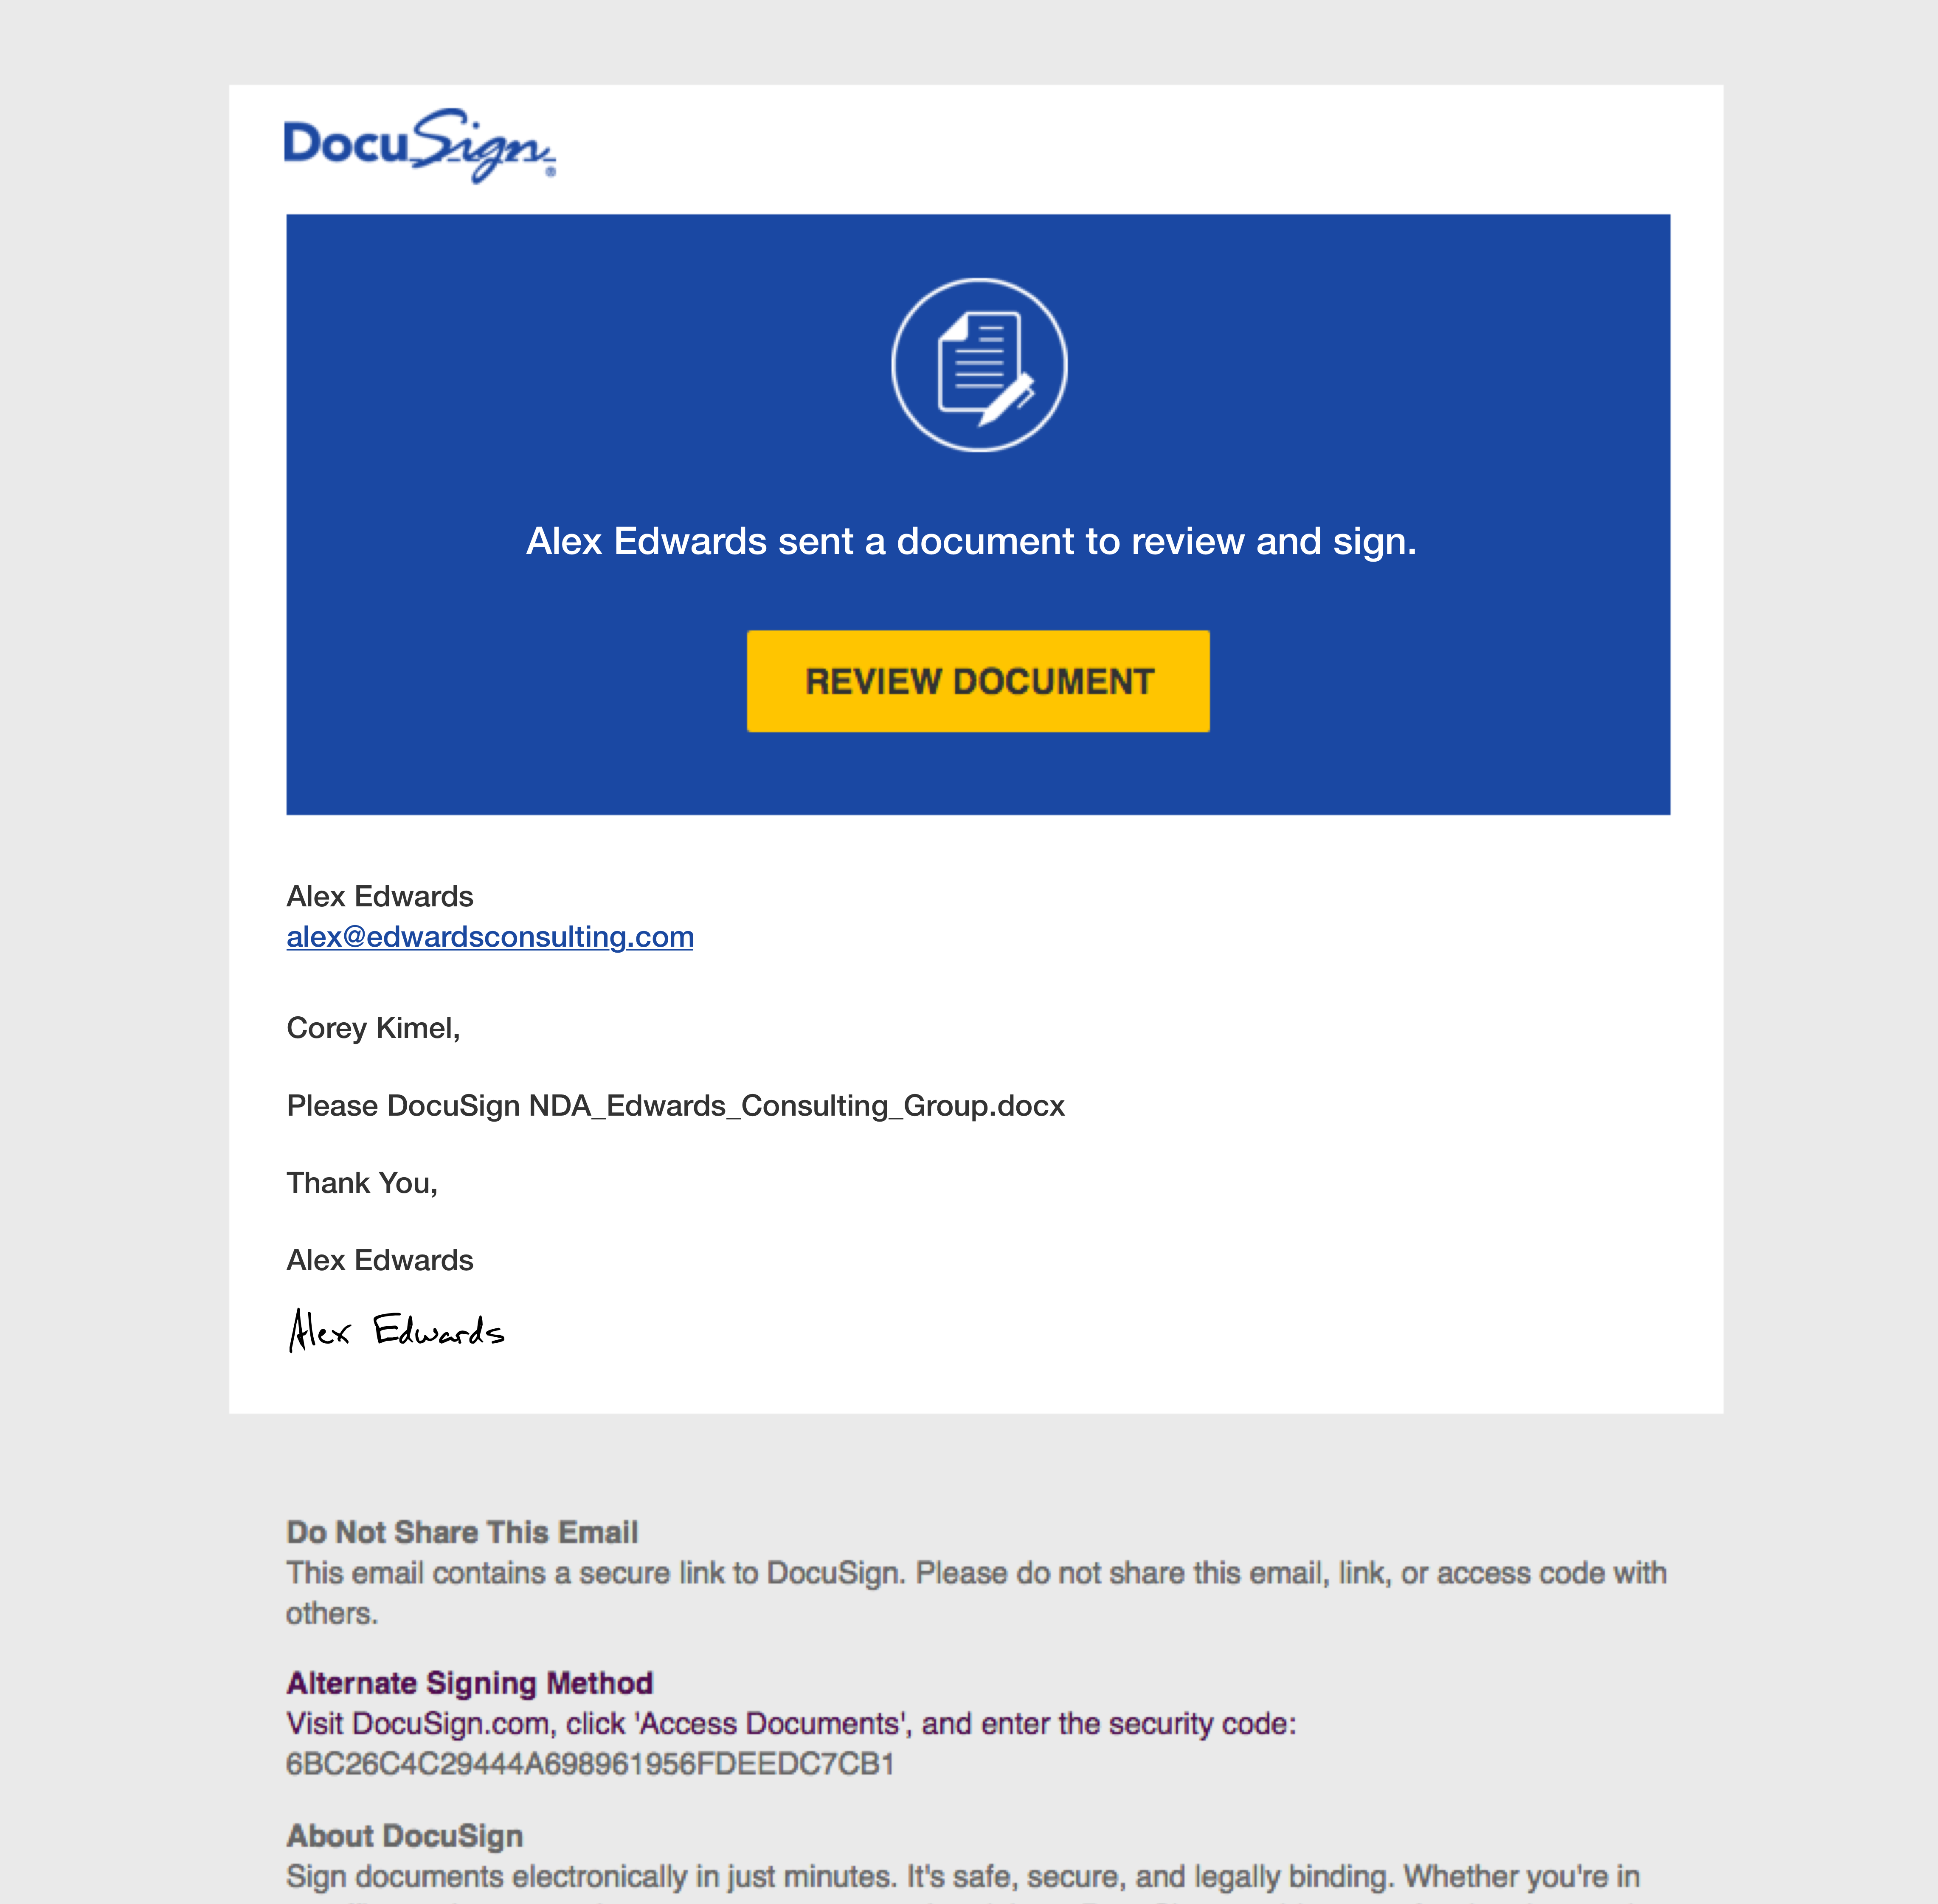 DocuSign®
Alex Edwards sent a document to review and sign.
REVIEW DOCUMENT
Alex Edwards
alex@edwardsconsulting.com
Corey Kimel,
Please DocuSign NDA_Edwards_Consulting_Group.docx
Thank You,
Alex Edwards
Alex Edwards
Do Not Share This Email
This email contains a secure link to DocuSign. Please do not share this email, link, or access code with
others.
Alternate Signing Method
Visit DocuSign.com, click 'Access Documents', and enter the security code:
6BC26C4C29444A698961956FDEEDC7CB1
About DocuSign
Sign documents electronically in just minutes. It's safe, secure, and legally binding. Whether you're in